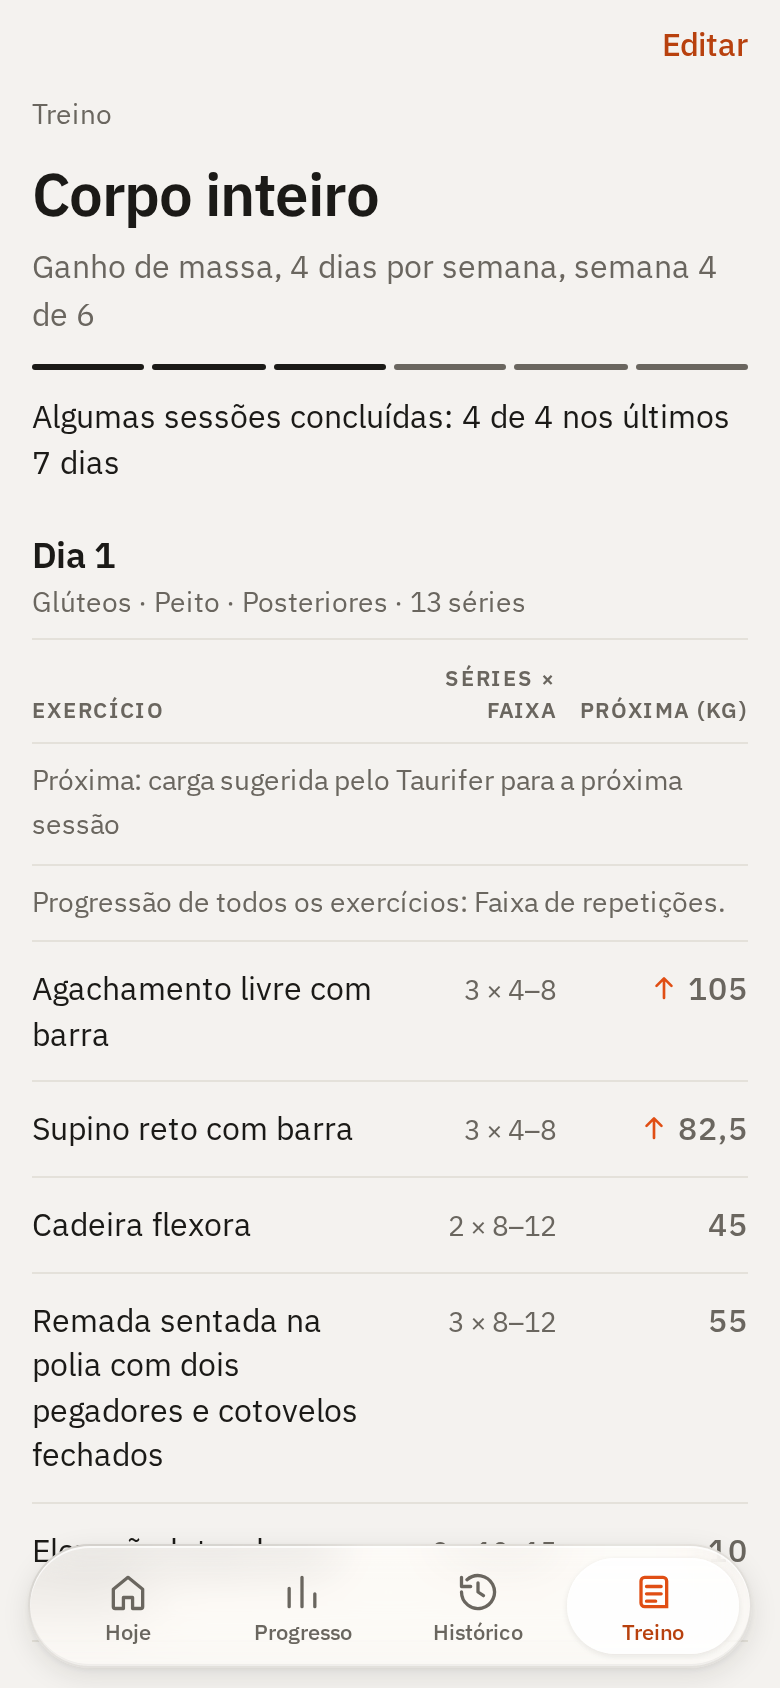 Editar
Treino
Corpo inteiro
Ganho de massa, 4 dias por semana, semana 4
de 6
Algumas sessões concluídas: 4 de 4 nos últimos
7 dias
Dia 1
Glúteos · Peito · Posteriores · 13 séries
SÉRIES ×
EXERCÍCIO FAIXA PRÓXIMA (KG)
Próxima: carga sugerida pelo Taurifer para a próxima
sessão
Progressão de todos os exercícios: Faixa de repetições.
Agachamento livre com 3 × 4–8 ↑ 105
barra
Supino reto com barra 3 × 4–8 ↑ 82,5
Cadeira flexora 2 × 8–12 45
Remada sentada na 3 × 8–12 55
polia com dois
pegadores e cotovelos
fechados
10
Hoje Progresso Histórico Treino